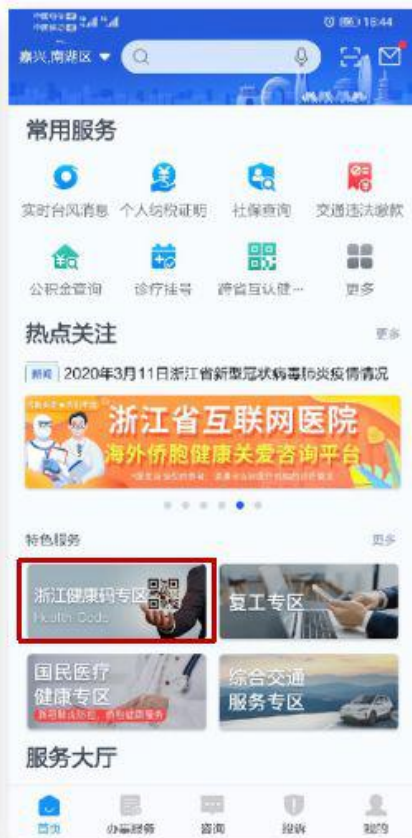 18:44
嘉兴,南湖区
常用服务
实时台风消息 个人纳税证明 社保查询 交通违法缴款
公积金查询 诊疗挂号 跨省互认健… 更多
热点关注 更多
新闻 2020年3月11日浙江省新型冠状病毒肺炎疫情情况
浙江省互联网医院
海外侨胞健康关爱咨询平台
特色服务 更多
浙江健康码专区 复工专区
Health Code
国民医疗 综合交通
健康专区 服务专区
服务大厅
首页 办事服务 咨询 投诉 我的